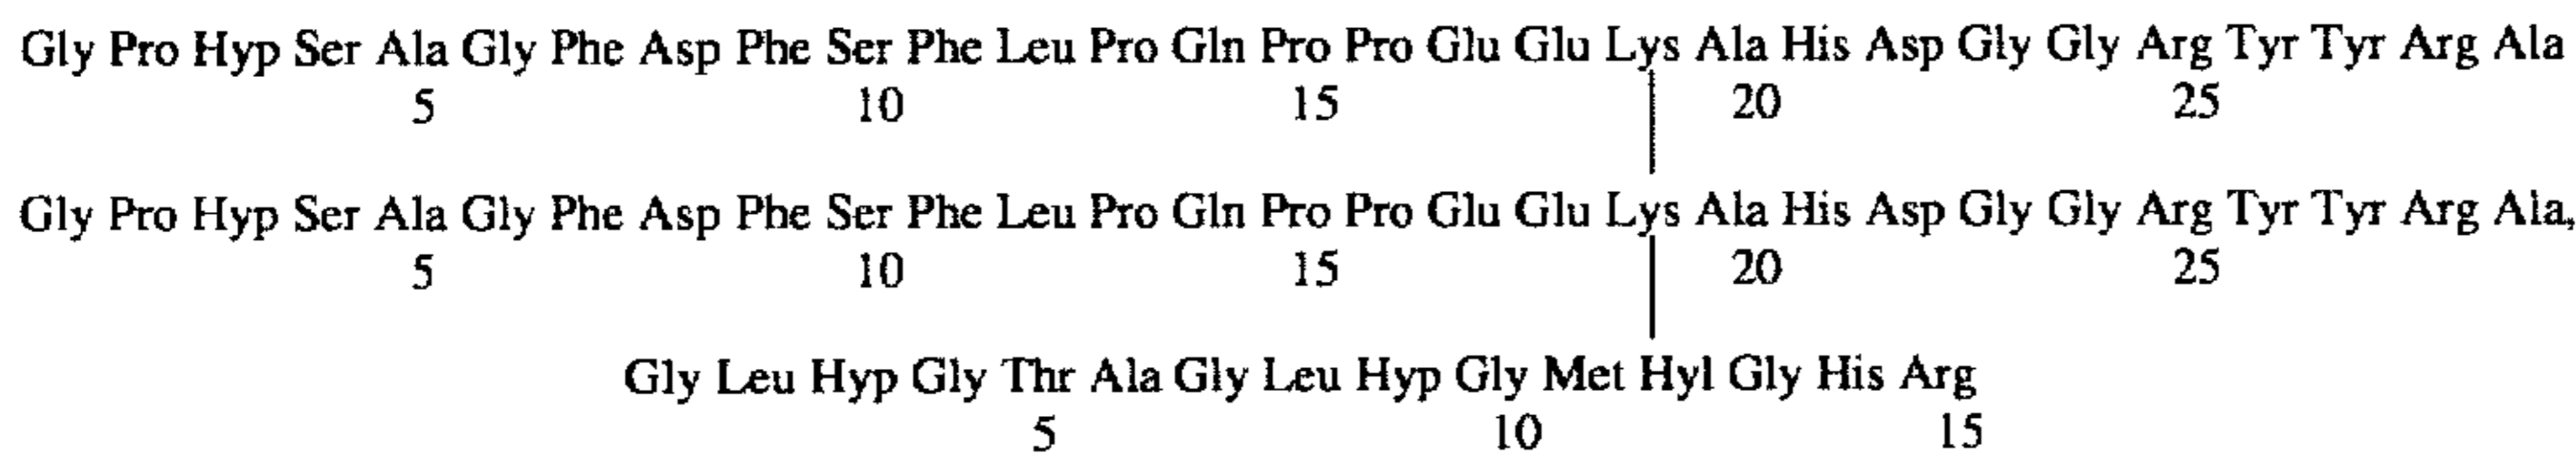 Gly Pro Hyp Ser Ala Gly Phe Asp Phe Ser Phe Leu Pro Gln Pro Pro Glu Glu Lys Ala His Asp Gly Gly Arg Tyr Tyr Arg Ala
5 10 15 20 25
Gly Pro Hyp Ser Ala Gly Phe Asp Phe Ser Phe Leu Pro Gln Pro Pro Glu Glu Lys Ala His Asp Gly Gly Arg Tyr Tyr Arg Ala,
5 10 15 20 25
Gly Leu Hyp Gly Thr Ala Gly Leu Hyp Gly Met Hyl Gly His Arg
5 10 15